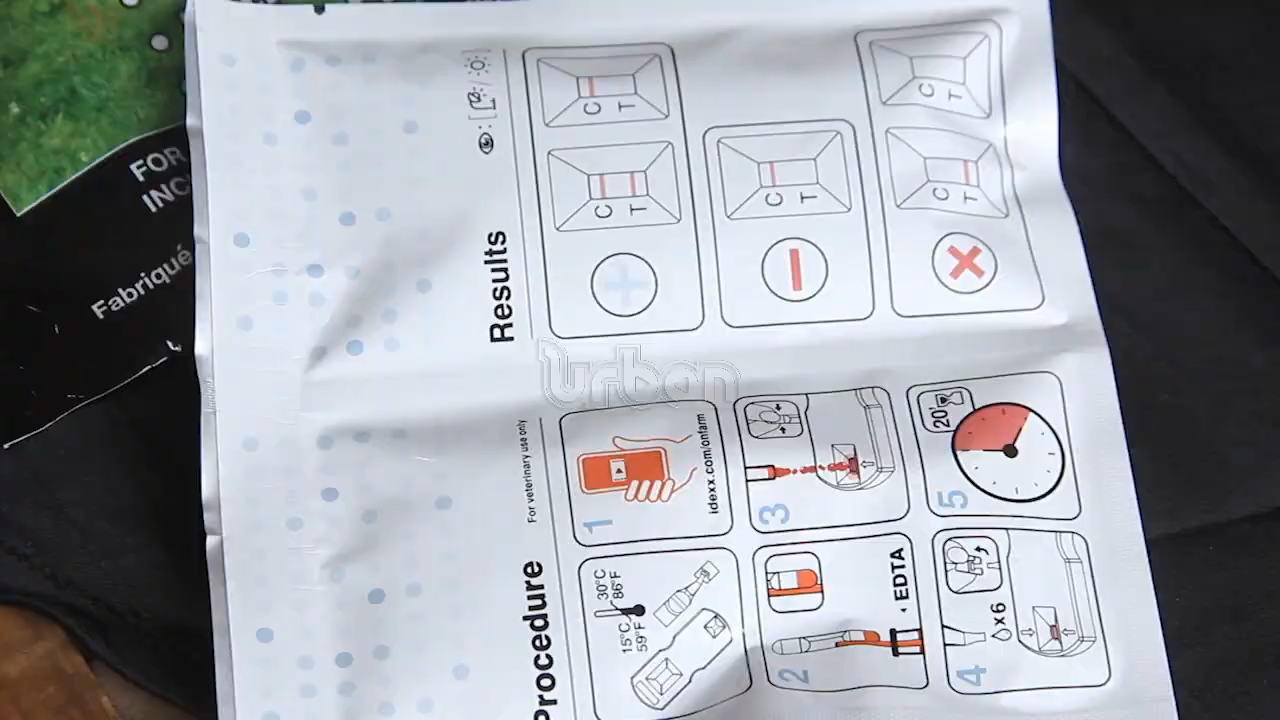 FOR
INC
Fabriqué
Procedure
For veterinary use only
15°C
59°F
30°C
86°F
1
idexx.com/onfarm
2
EDTA
3
4
x6
5
20'
Results
C
T
C
T
C
T
C
T
C
T
urban